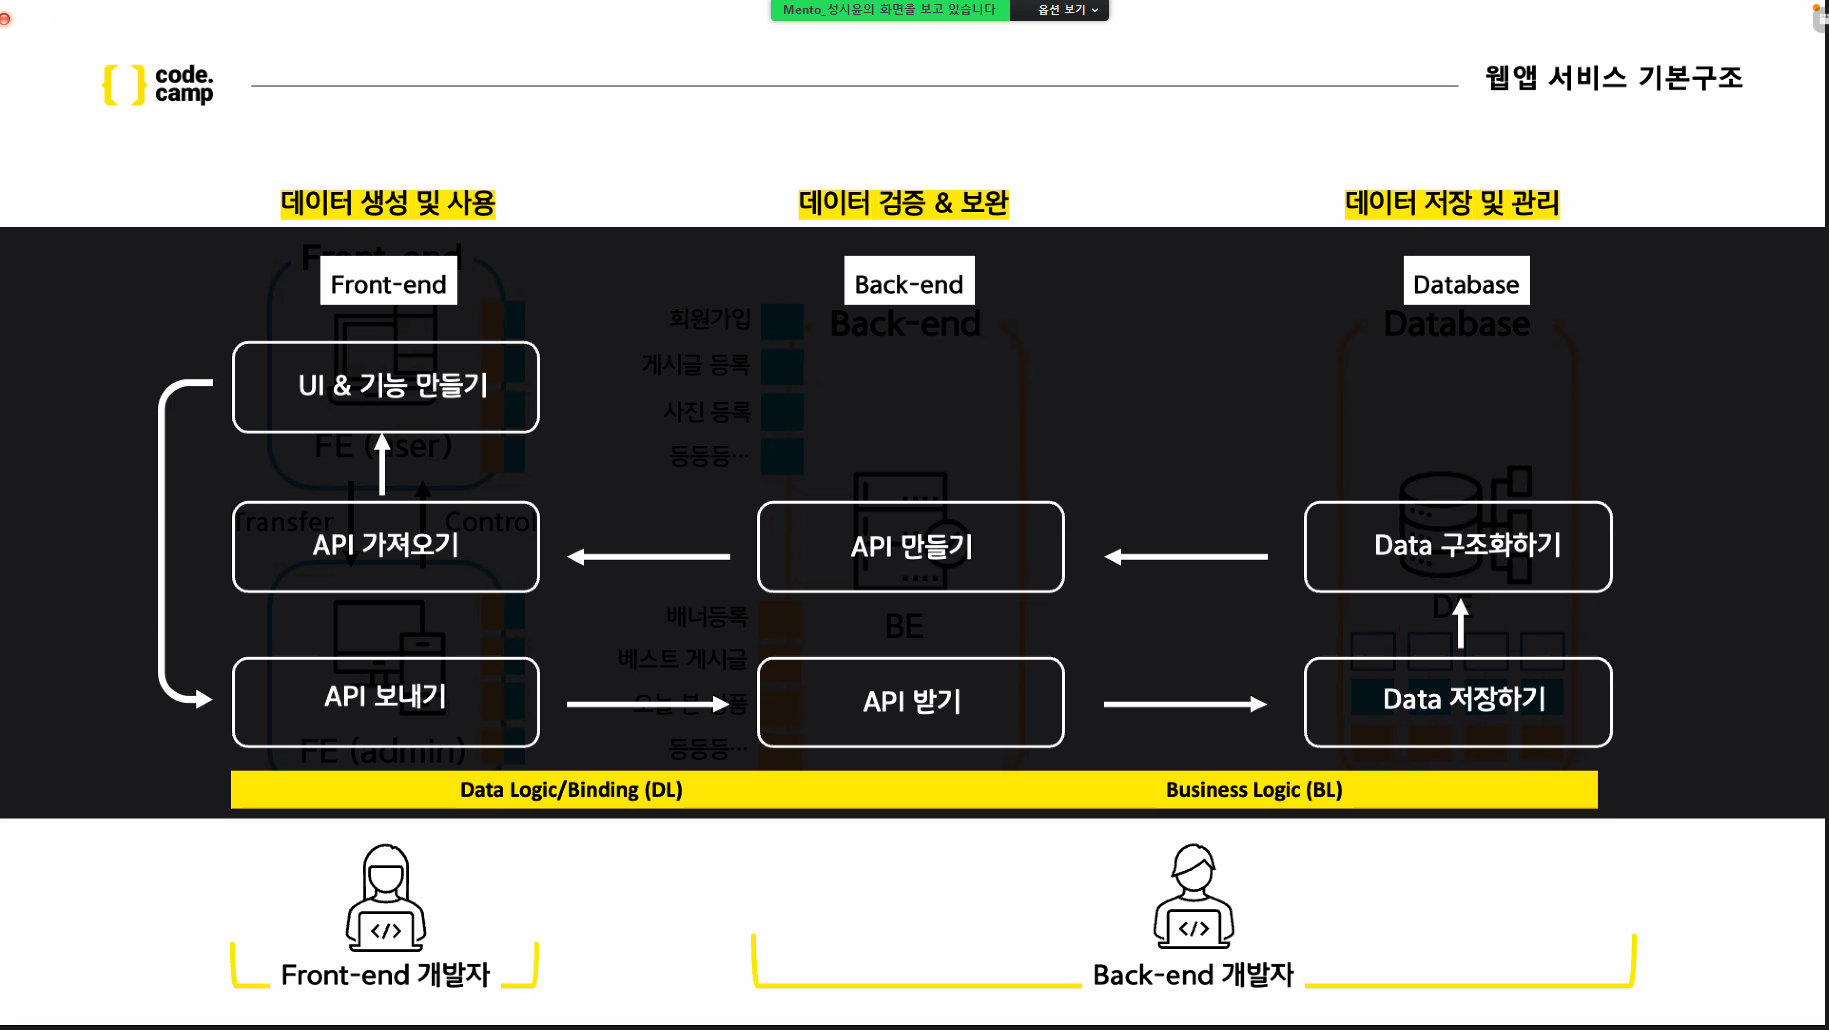 Mento_성시윤의 화면을 보고 있습니다
옵션 보기
{ } code.
camp
웹앱 서비스 기본구조
데이터 생성 및 사용
데이터 검증 & 보완
데이터 저장 및 관리
Front-end
Front-end
Back-end
Database
회원가입
Back-end
Database
게시글 등록
UI & 기능 만들기
사진 등록
FE (user)
등등등...
Transfer
Control
API 가져오기
API 만들기
Data 구조화하기
배너등록
BE
베스트 게시글
API 보내기
API 받기
Data 저장하기
등등등...
FE (admin)
Data Logic/Binding (DL)
Business Logic (BL)
</>
</>
Front-end 개발자
Back-end 개발자